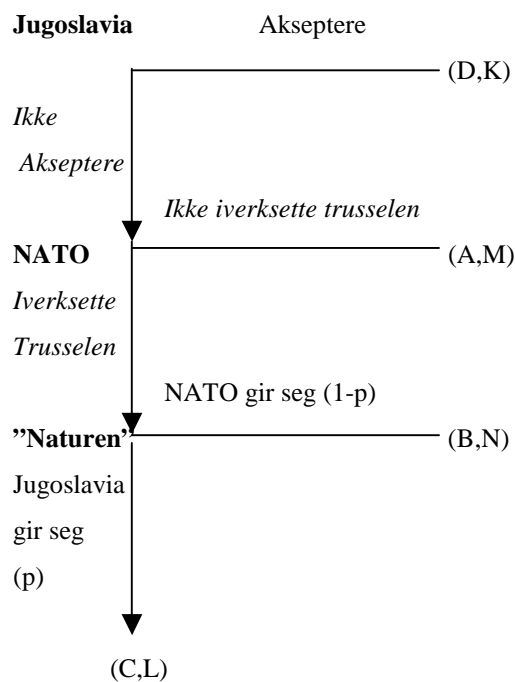 Jugoslavia Akseptere
(D,K)
Ikke
Akseptere
Ikke iverksette trusselen
NATO (A,M)
Iverksette
Trusselen
NATO gir seg (1-p)
”Naturen” (B,N)
Jugoslavia
gir seg
(p)
(C,L)